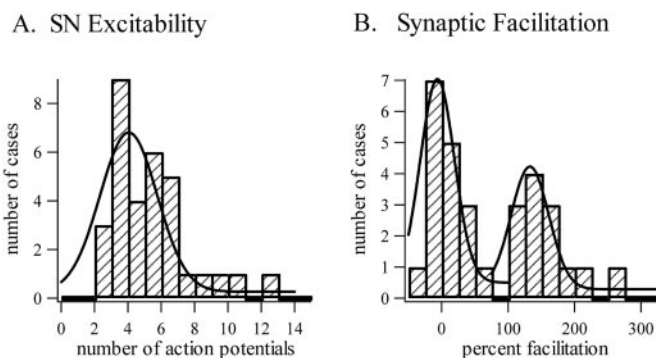 A. SN Excitability
number of cases
8
6
4
2
0
0 2 4 6 8 10 12 14
number of action potentials
B. Synaptic Facilitation
number of cases
7
6
5
4
3
2
1
0
0 100 200 300
percent facilitation